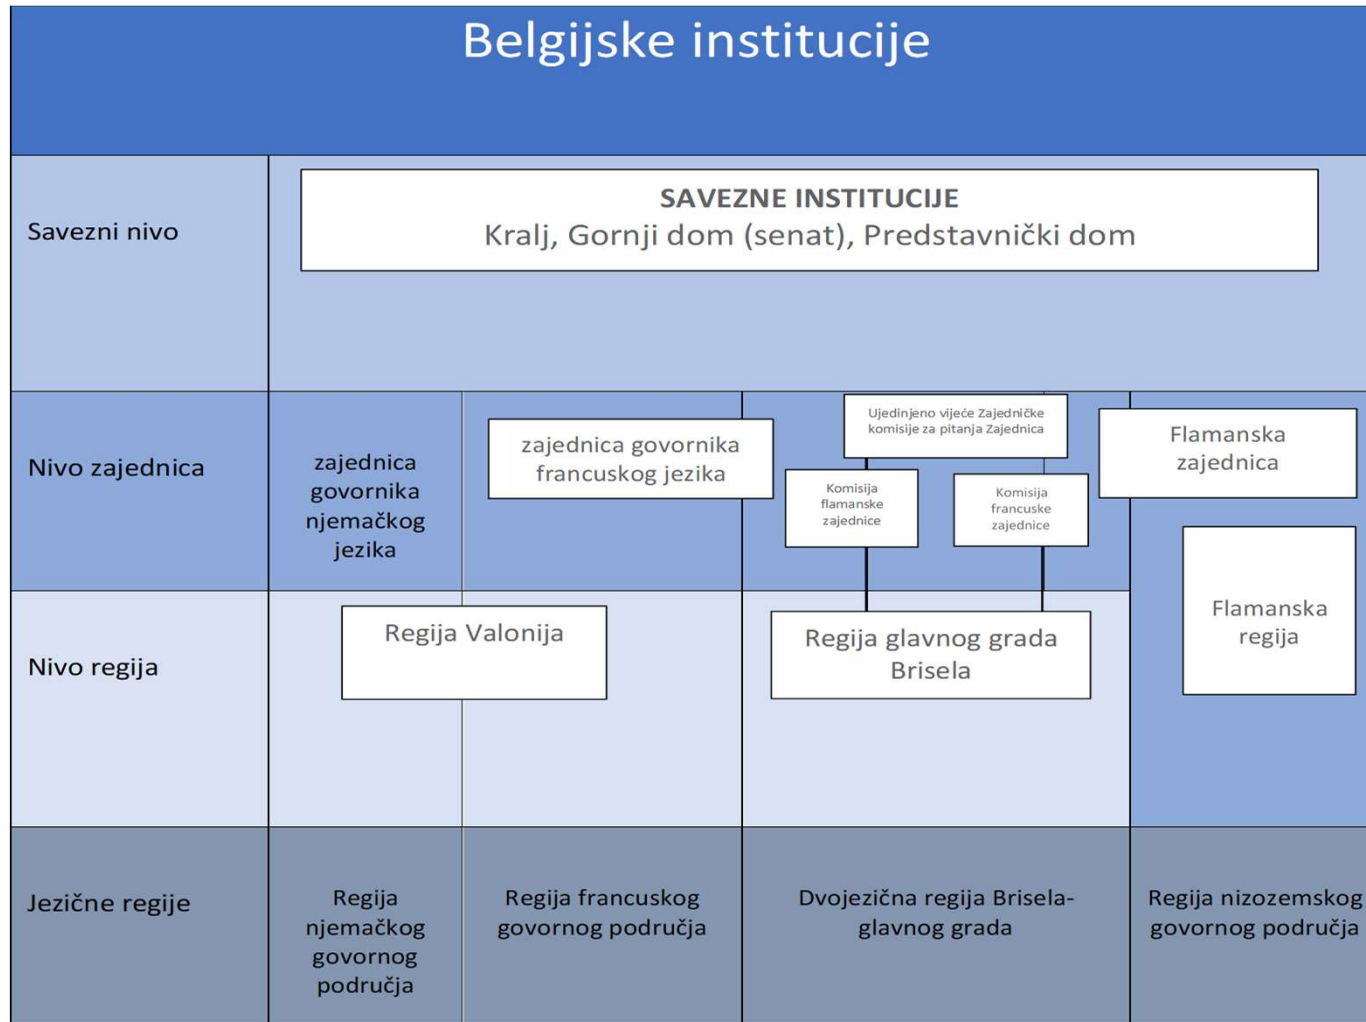 Belgijske institucije
Savezni nivo
SAVEZNE INSTITUCIJE
Kralj, Gornji dom (senat), Predstavnički dom
Nivo zajednica
zajednica
govornika
njemačkog
jezika
zajednica govornika
francuskog jezika
Ujedinjeno vijeće Zajedničke
komisije za pitanja Zajednica
Komisija
flamanske
zajednice
Komisija
francuske
zajednice
Flamanska
zajednica
Nivo regija
Regija Valonija
Regija glavnog grada
Brisela
Flamanska
regija
Jezične regije
Regija
njemačkog
govornog
područja
Regija francuskog
govornog područja
Dvojezična regija Brisela-
glavnog grada
Regija nizozemskog
govornog područja